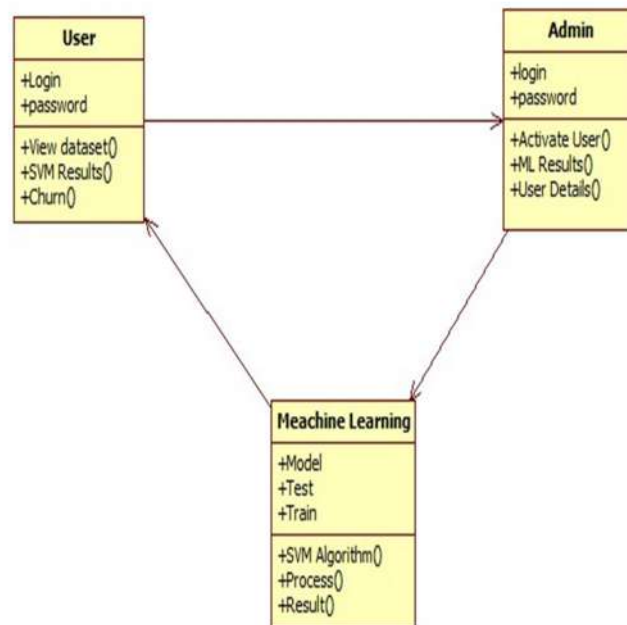 User
+Login
+password
+View dataset()
+SVM Results()
+Churn()
Admin
+login
+password
+Activate User()
+ML Results()
+User Details()
Meachine Learning
+Model
+Test
+Train
+SVM Algorithm()
+Process()
+Result()